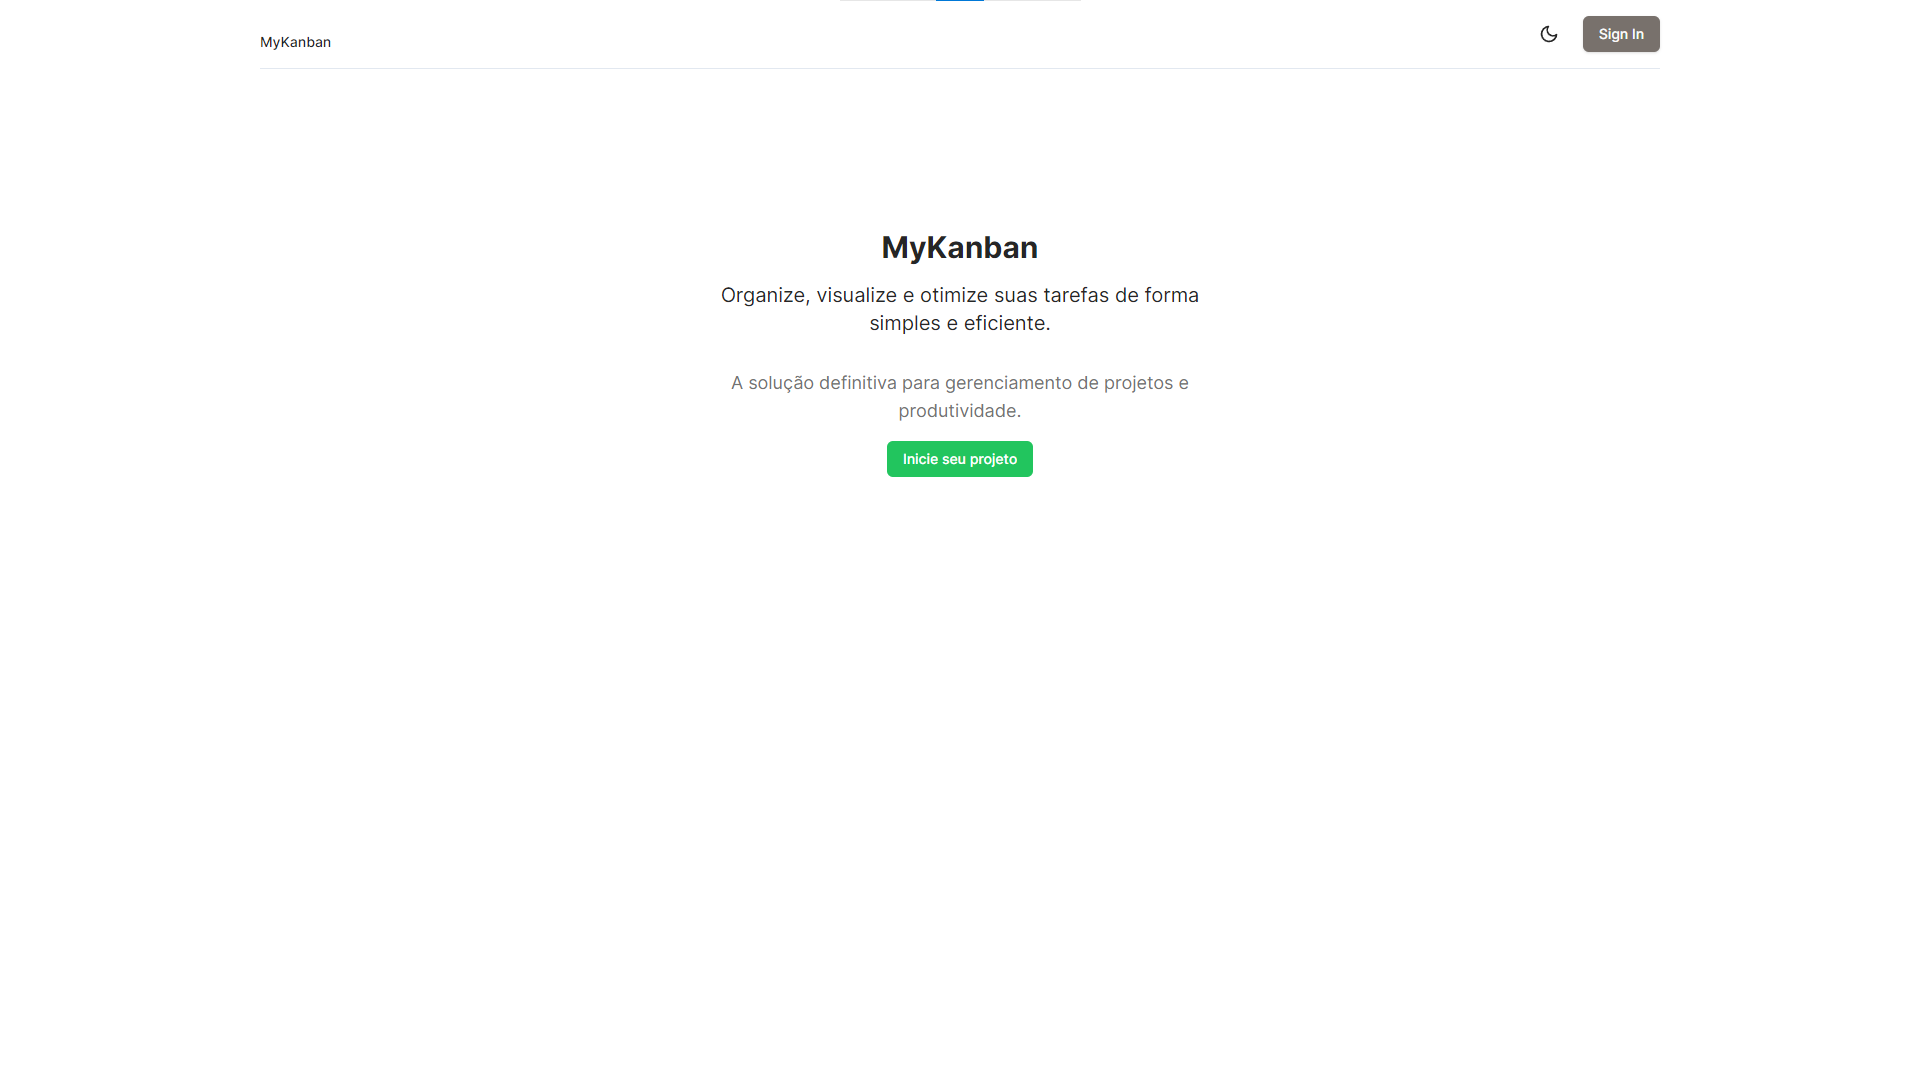 MyKanban
Sign In
MyKanban
Organize, visualize e otimize suas tarefas de forma
simples e eficiente.
A solução definitiva para gerenciamento de projetos e
produtividade.
Inicie seu projeto